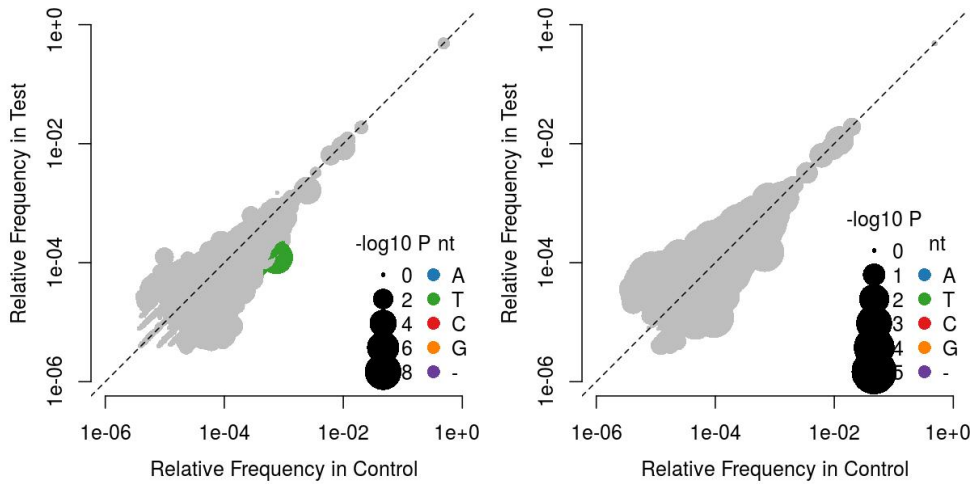 Relative Frequency in Test
1e+0
1e-02
1e-04
1e-06
-log10 P nt
0 A
2 T
4 C
6 G
8 -
1e-06 1e-04 1e-02 1e+0
Relative Frequency in Control
Relative Frequency in Test
1e+0
1e-02
1e-04
1e-06
-log10 P
nt
0
1 A
2 T
3 C
4 G
5 -
1e-06 1e-04 1e-02 1e+0
Relative Frequency in Control